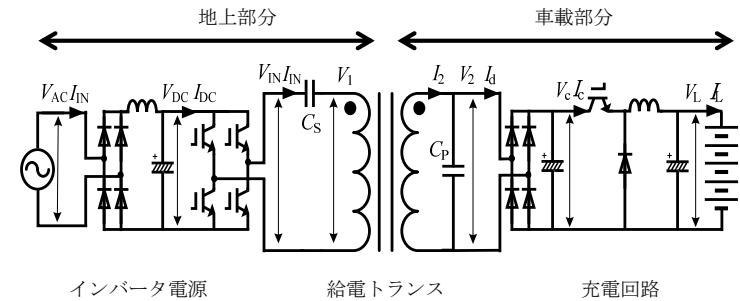 地上部分 車載部分
V_AC I_IN V_DC I_DC V_IN I_IN V_1 I_2 V_2 I_d V_c I_c V_L I_L
C_S
C_P
+ + +
インバータ電源 給電トランス 充電回路